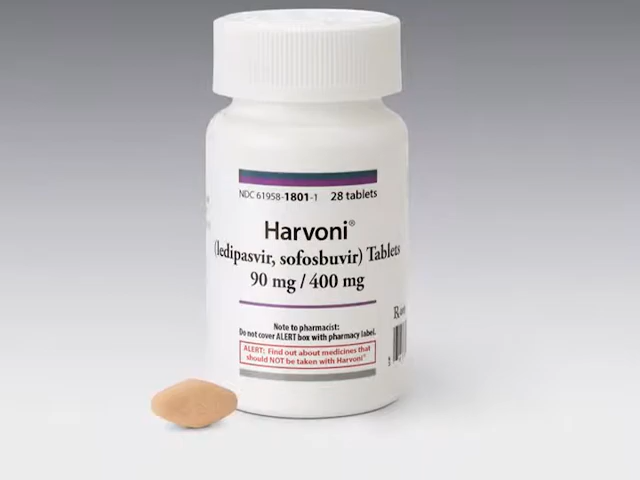 NDC 61958-1801-1 28 tablets
Harvoni®
(ledipasvir, sofosbuvir) Tablets
90 mg / 400 mg
Note to pharmacist:
Do not cover ALERT box with pharmacy label.
ALERT: Find out about medicines that
should NOT be taken with Harvoni®